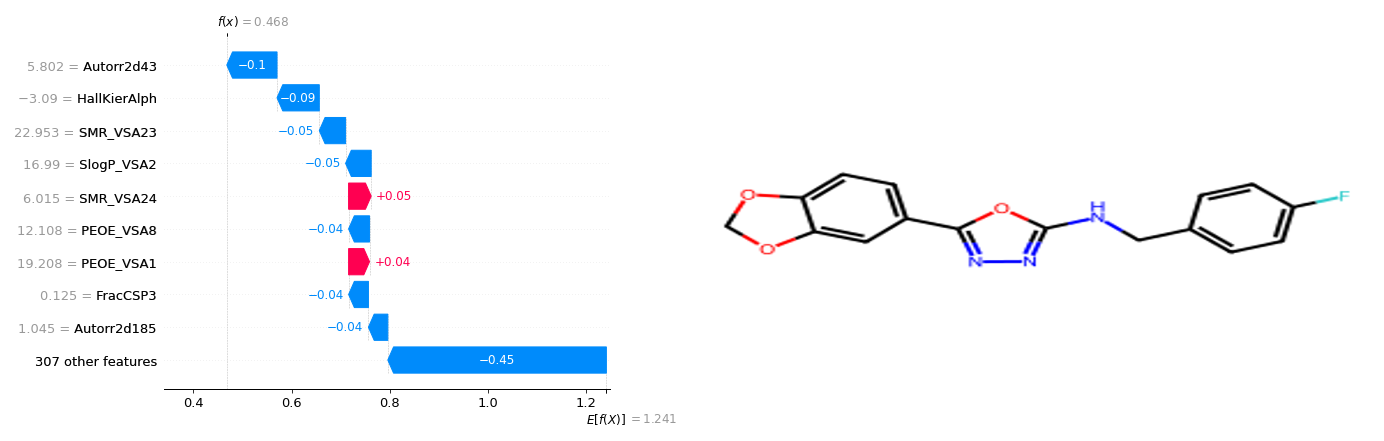 f(x) = 0.468
5.802 = Autorr2d43
−0.1
−3.09 = HallKierAlph
−0.09
22.953 = SMR_VSA23
−0.05
16.99 = SlogP_VSA2
−0.05
6.015 = SMR_VSA24
+0.05
12.108 = PEOE_VSA8
−0.04
19.208 = PEOE_VSA1
+0.04
0.125 = FracCSP3
−0.04
1.045 = Autorr2d185
−0.04
307 other features
−0.45
0.4 0.6 0.8 1.0 1.2
E[f(X)] = 1.241
O
O
O
N
N
H
N
F